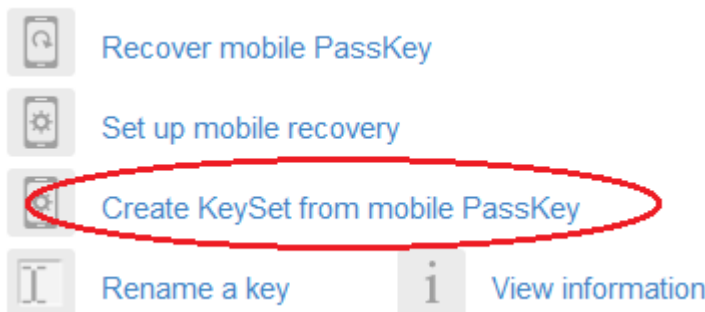 Recover mobile PassKey
Set up mobile recovery
Create KeySet from mobile PassKey
Rename a key
View information